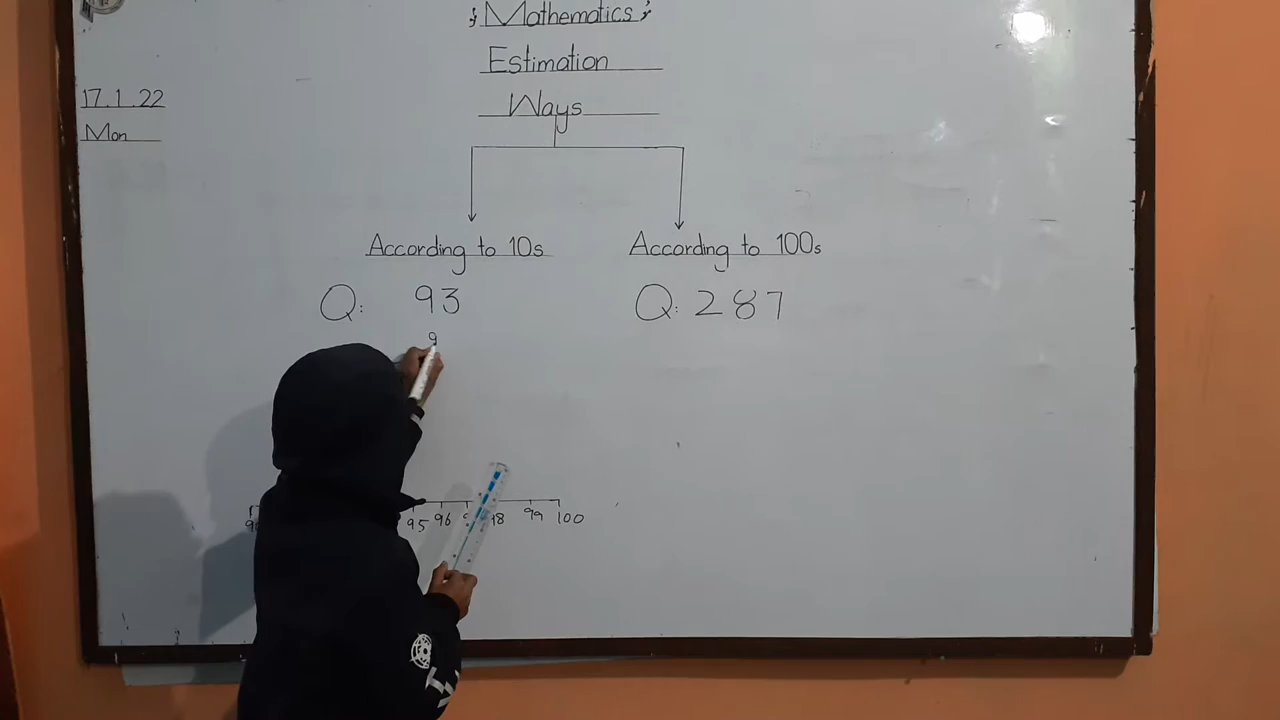 Mathematics
Estimation
Ways
17.1.22
Mon
According to 10s
According to 100s
Q: 93
Q: 287
9
95 96 98 99 100